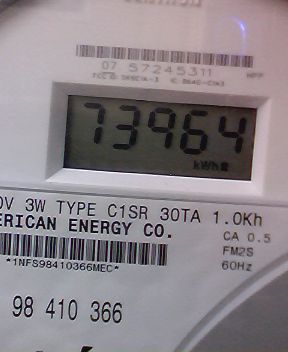 07 57245311
73964
kWh
0V 3W TYPE C1SR 30TA 1.0Kh
ERICAN ENERGY CO.
CA 0.5
FM2S
60Hz
*1NFS98410366MEC*
98 410 366